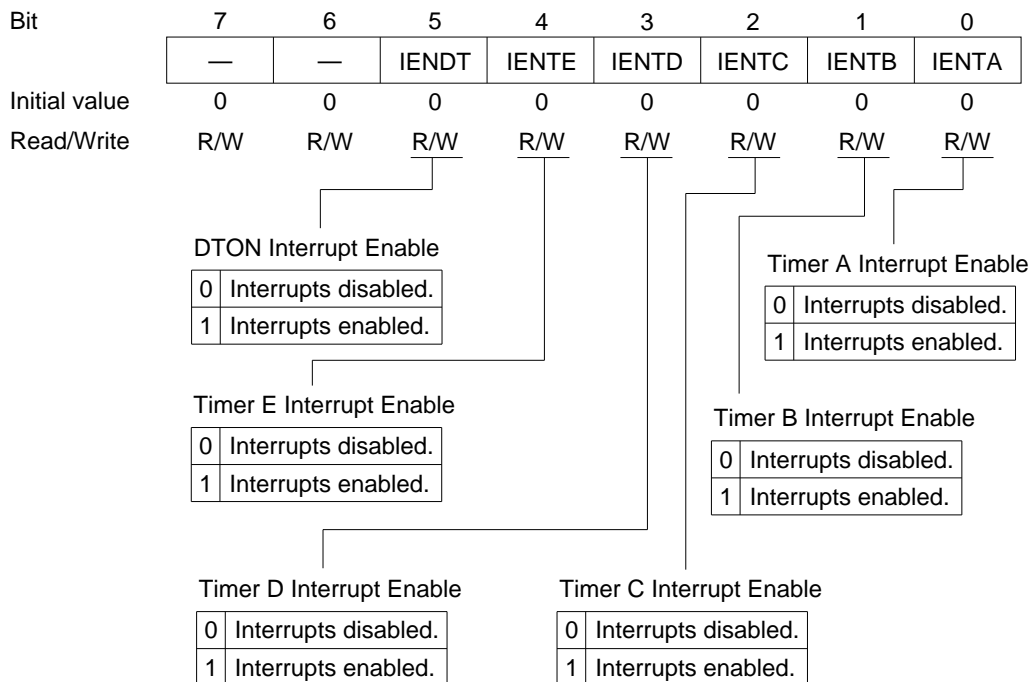 Bit 7 6 5 4 3 2 1 0
— — IENDT IENTE IENTD IENTC IENTB IENTA
Initial value 0 0 0 0 0 0 0 0
Read/Write R/W R/W R/W R/W R/W R/W R/W R/W
DTON Interrupt Enable
0 Interrupts disabled.
1 Interrupts enabled.
Timer A Interrupt Enable
0 Interrupts disabled.
1 Interrupts enabled.
Timer E Interrupt Enable
0 Interrupts disabled.
1 Interrupts enabled.
Timer B Interrupt Enable
0 Interrupts disabled.
1 Interrupts enabled.
Timer D Interrupt Enable
0 Interrupts disabled.
1 Interrupts enabled.
Timer C Interrupt Enable
0 Interrupts disabled.
1 Interrupts enabled.